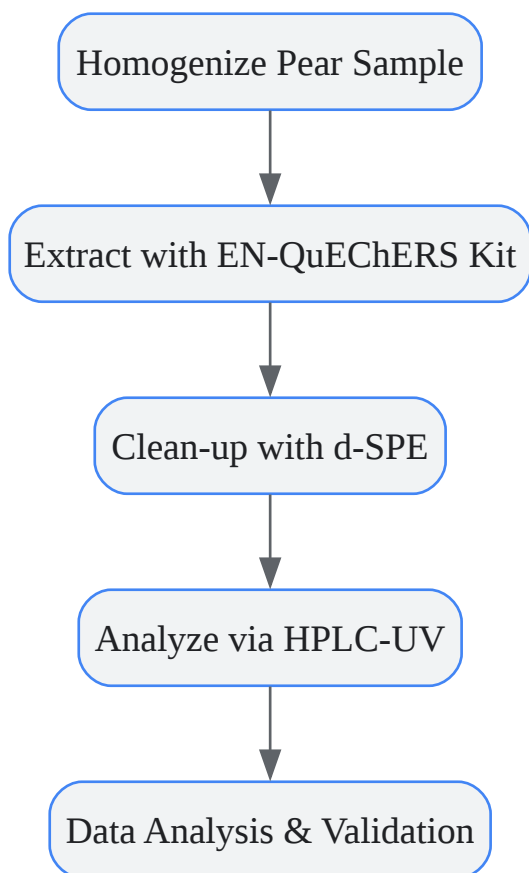 Homogenize Pear Sample
Extract with EN-QuEChERS Kit
Clean-up with d-SPE
Analyze via HPLC-UV
Data Analysis & Validation